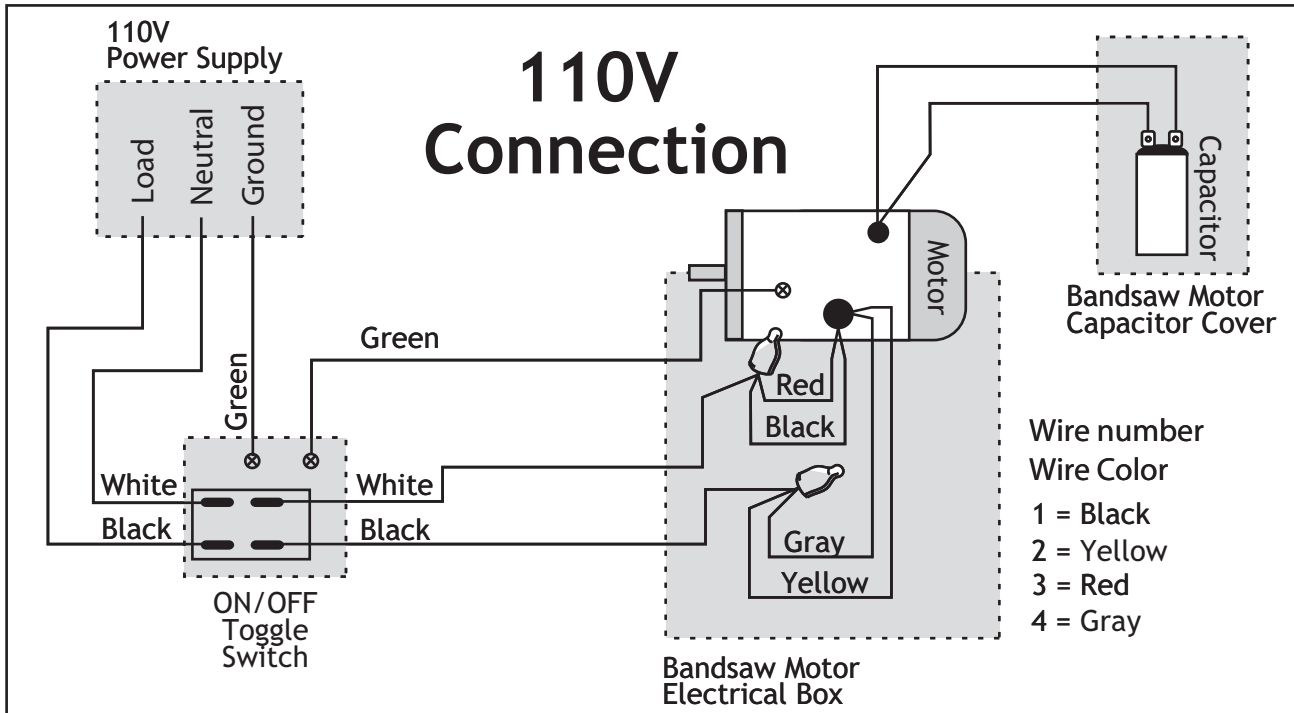 110V
Power Supply
110V
Connection
Load
Neutral
Ground
Capacitor
Motor
Bandsaw Motor
Capacitor Cover
Green
Green
Red
Black
White
White
Black
Black
Gray
Yellow
ON/OFF
Toggle
Switch
Bandsaw Motor
Electrical Box
Wire number
Wire Color
1 = Black
2 = Yellow
3 = Red
4 = Gray